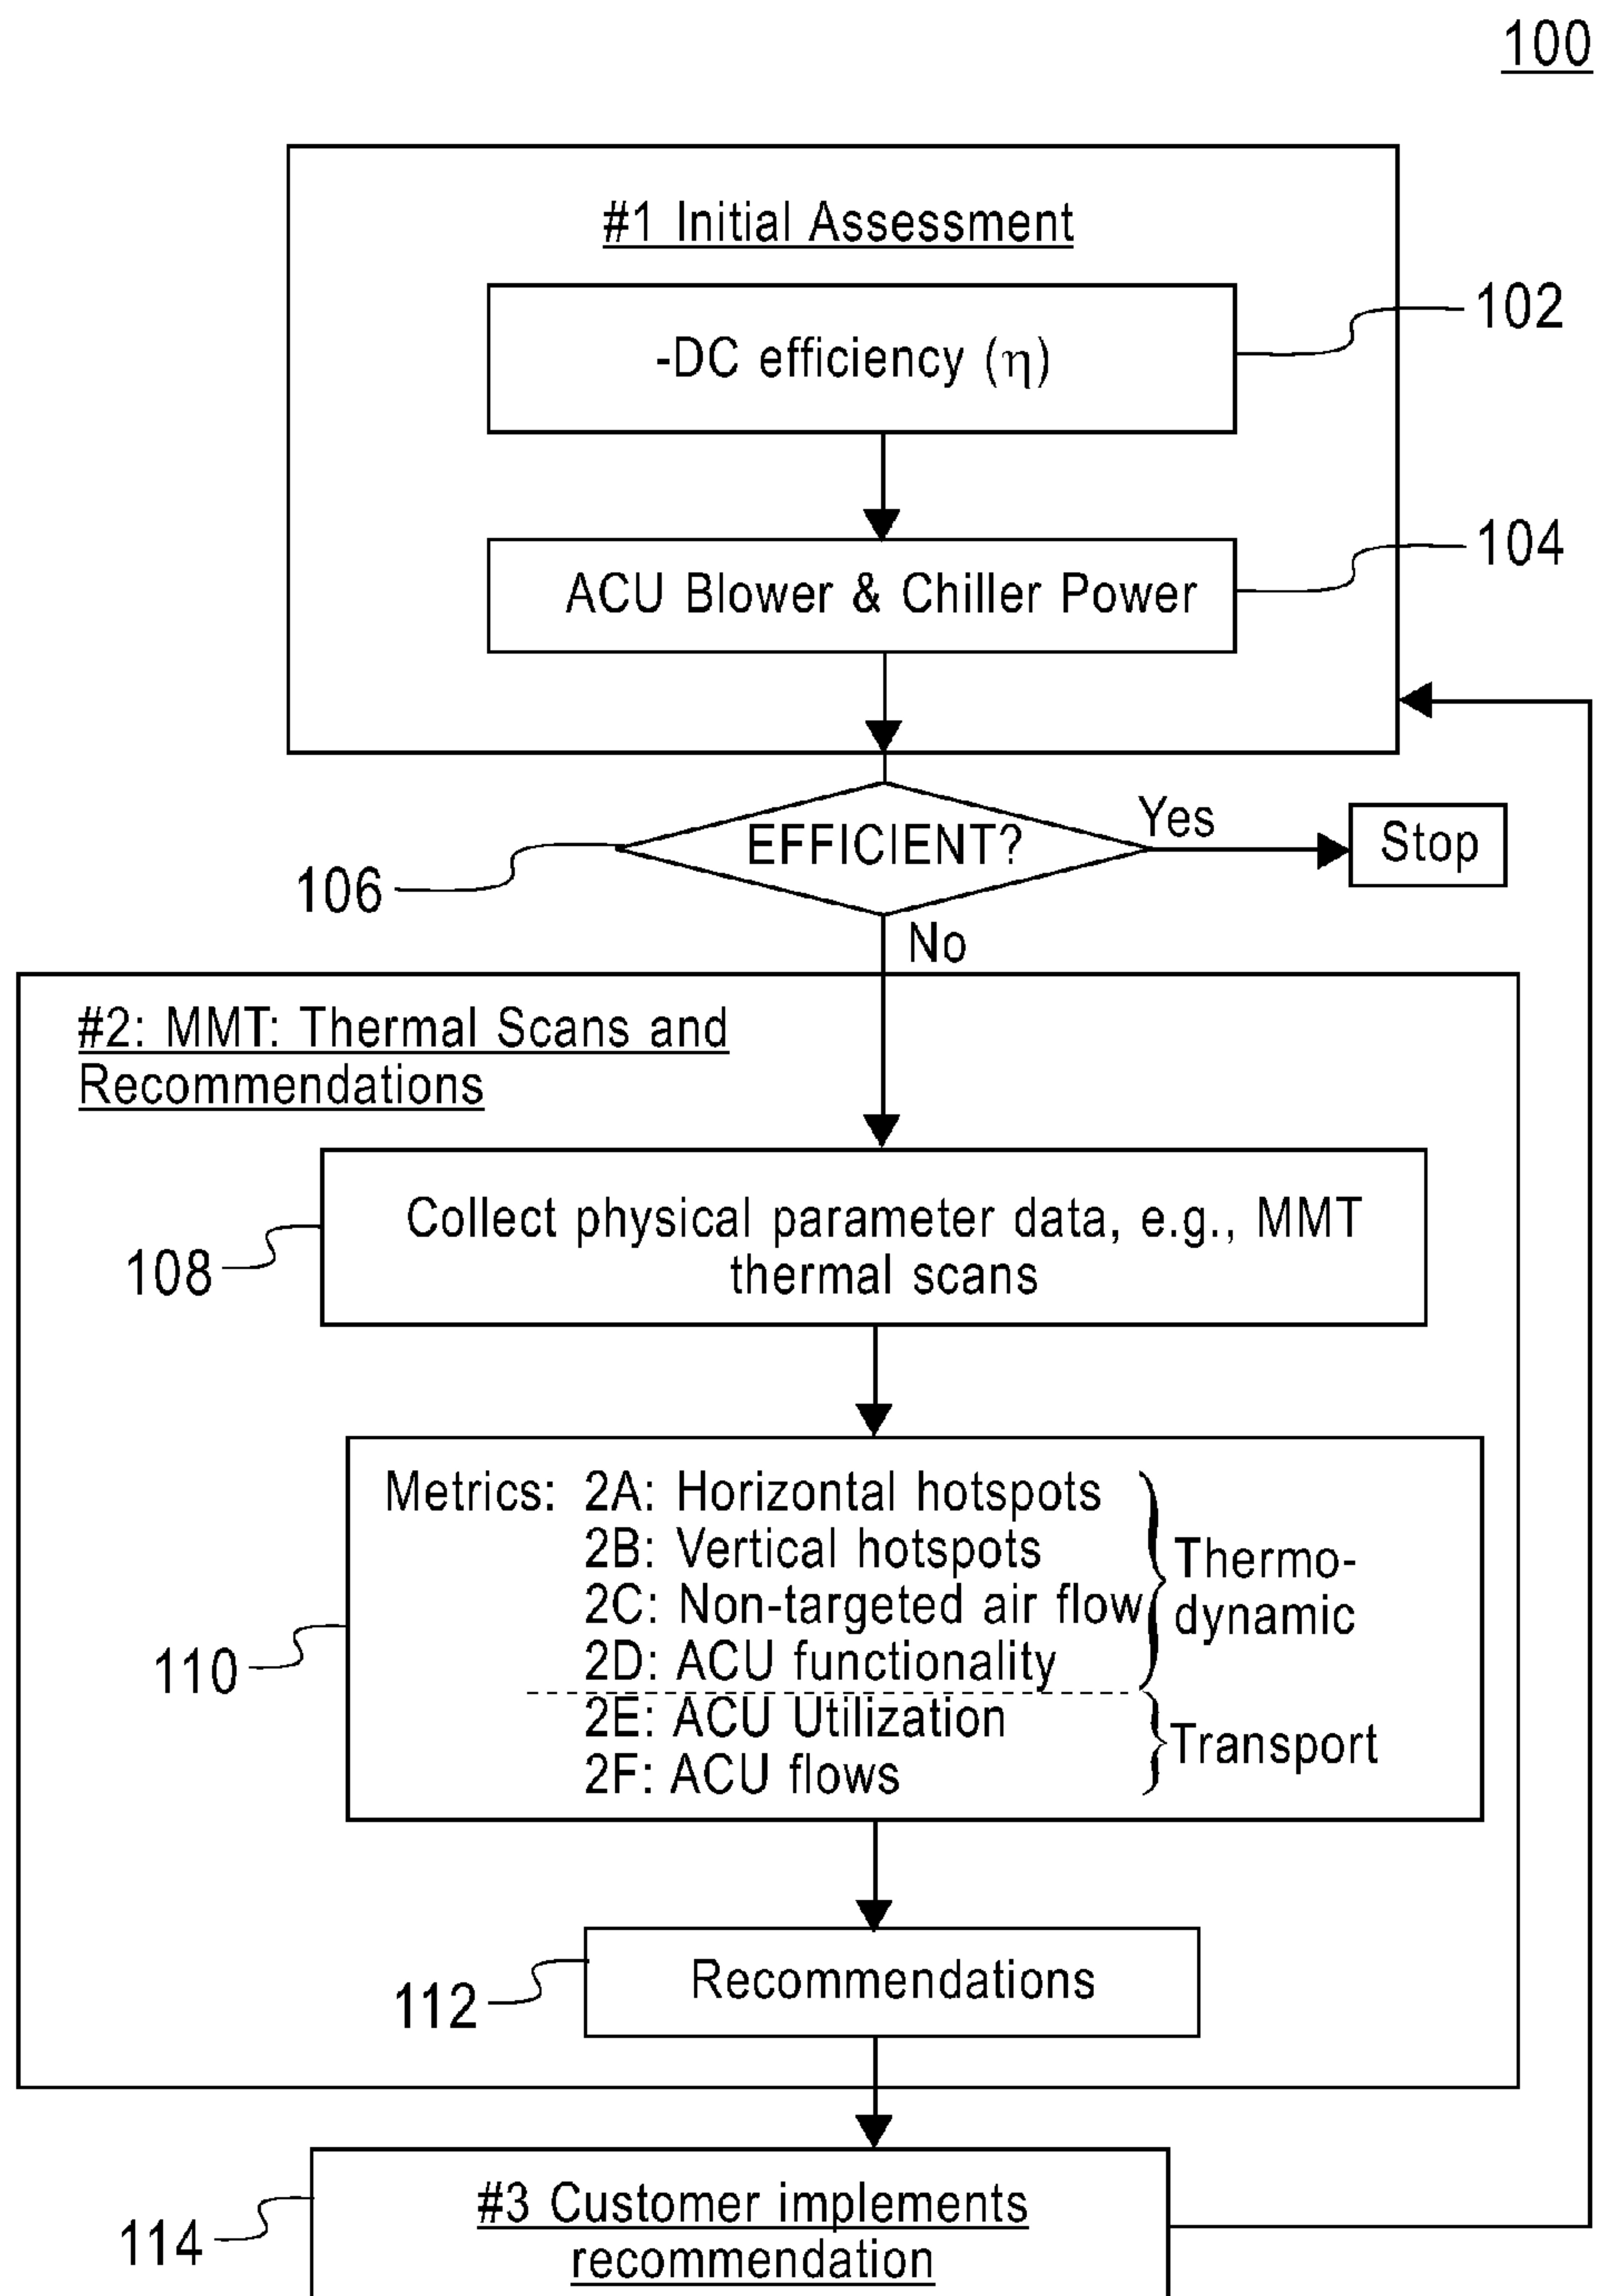 100
#1 Initial Assessment
-DC efficiency (η)
102
ACU Blower & Chiller Power
104
EFFICIENT?
Yes
Stop
106
No
#2: MMT: Thermal Scans and
Recommendations
Collect physical parameter data, e.g., MMT
thermal scans
108
Metrics: 2A: Horizontal hotspots
2B: Vertical hotspots
2C: Non-targeted air flow
2D: ACU functionality
Thermo-
dynamic
110
2E: ACU Utilization
2F: ACU flows
Transport
Recommendations
112
#3 Customer implements
recommendation
114